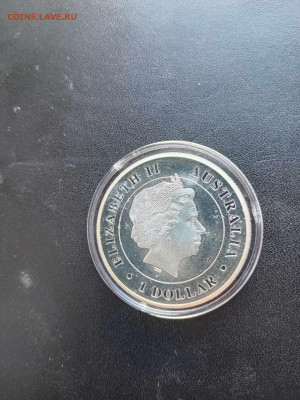 COINS.LAVE.RU
ELIZABETH II AUSTRALIA
• 1 DOLLAR •